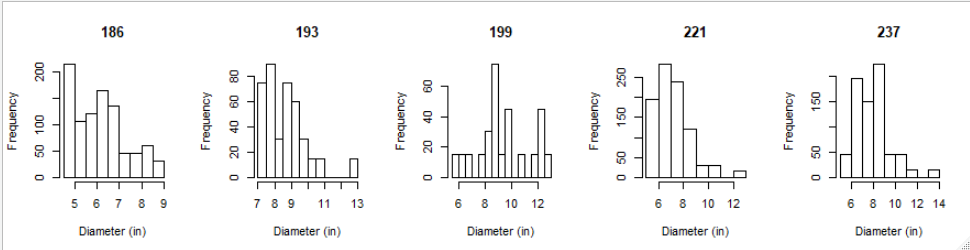 186
Frequency
0 50 100 200
5 6 7 8 9
Diameter (in)
193
Frequency
0 20 40 60 80
7 8 9 11 13
Diameter (in)
199
Frequency
0 20 40 60
6 8 10 12
Diameter (in)
221
Frequency
0 50 150 250
6 8 10 12
Diameter (in)
237
Frequency
0 50 150
6 8 10 12 14
Diameter (in)